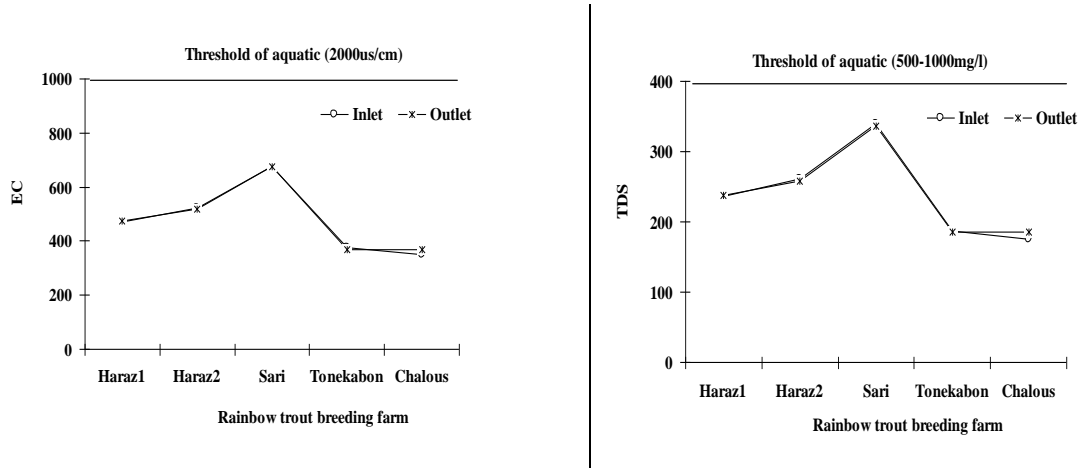 Threshold of aquatic (2000us/cm)
1000
800
600
400
200
0
EC
Inlet
Outlet
Haraz1 Haraz2 Sari Tonekabon Chalous
Rainbow trout breeding farm
Threshold of aquatic (500-1000mg/l)
400
300
200
100
0
TDS
Inlet
Outlet
Haraz1 Haraz2 Sari Tonekabon Chalous
Rainbow trout breeding farm